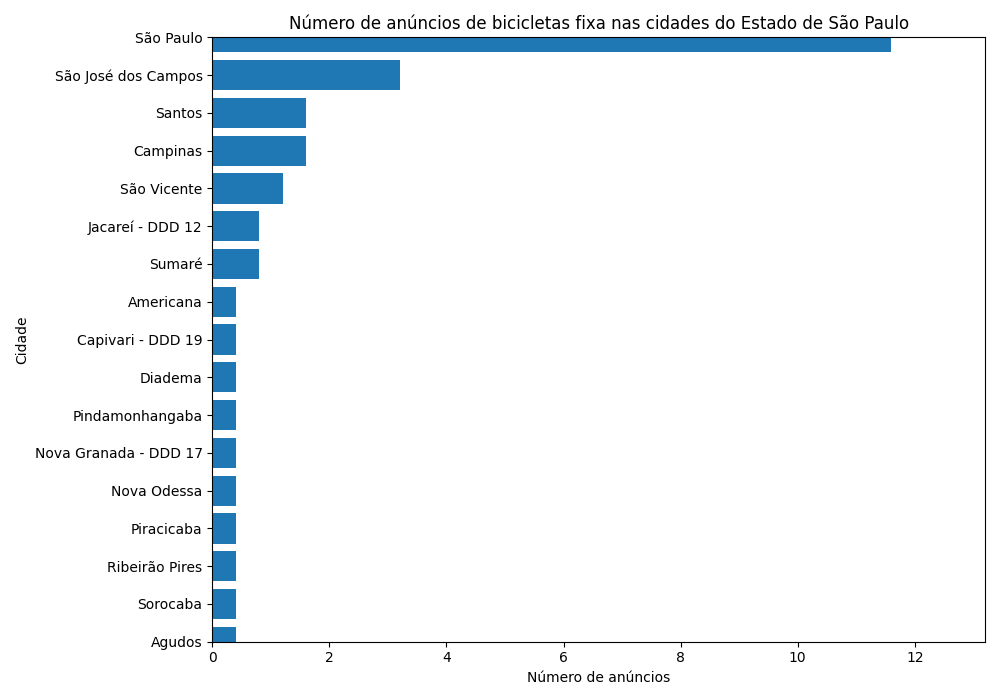 Número de anúncios de bicicletas fixa nas cidades do Estado de São Paulo
São Paulo
São José dos Campos
Santos
Campinas
São Vicente
Jacareí - DDD 12
Sumaré
Americana
Capivari - DDD 19
Diadema
Pindamonhangaba
Nova Granada - DDD 17
Nova Odessa
Piracicaba
Ribeirão Pires
Sorocaba
Agudos
Cidade
0 2 4 6 8 10 12
Número de anúncios